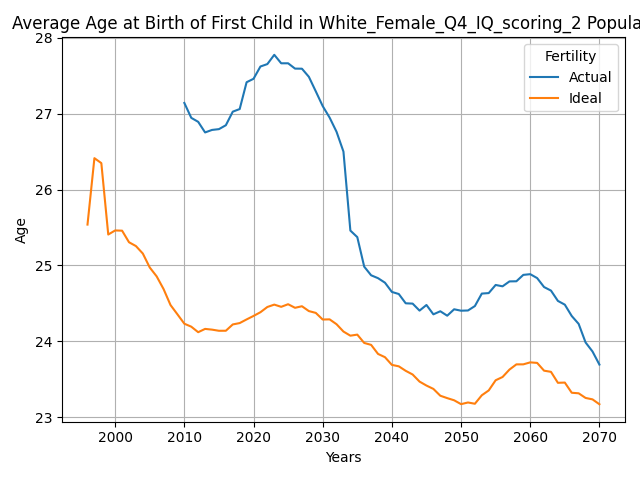 Average Age at Birth of First Child in White_Female_Q4_IQ_scoring_2 Popula
Fertility
Actual
Ideal
28
27
26
25
24
23
Age
2000 2010 2020 2030 2040 2050 2060 2070
Years